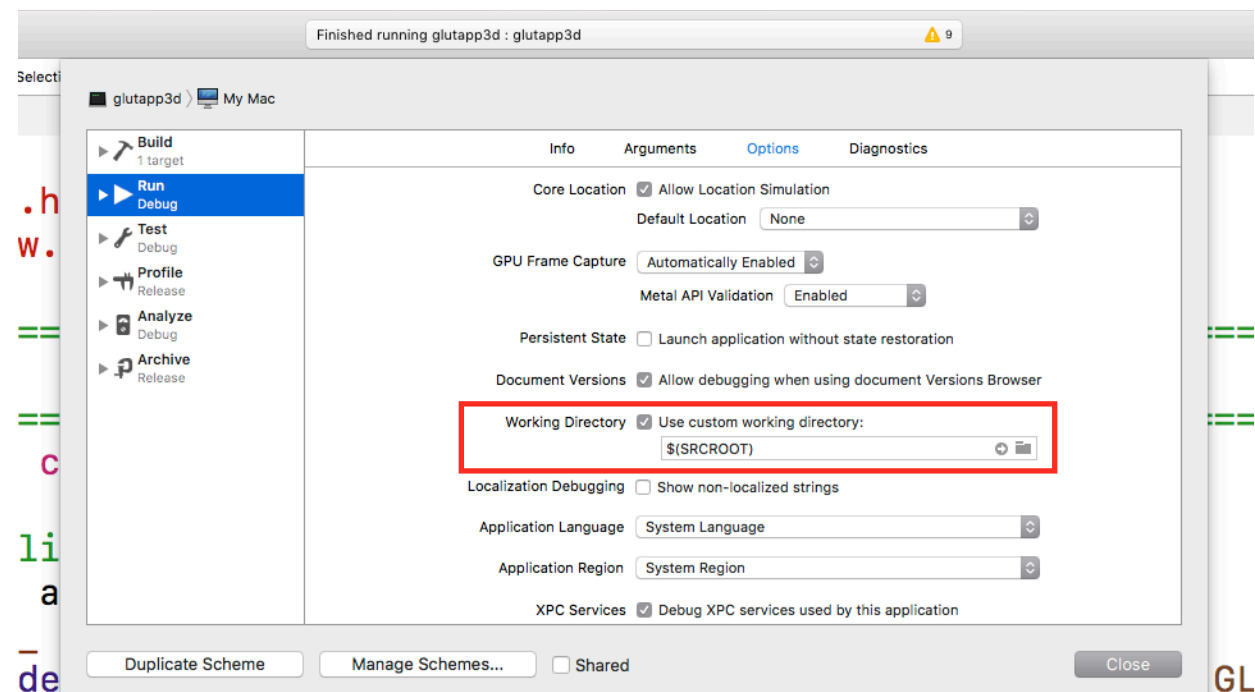 Finished running glutapp3d : glutapp3d 9
Selecti
glutapp3d 〉 My Mac
Build
1 target
Run
Debug
Test
Debug
Profile
Release
Analyze
Debug
Archive
Release
Info Arguments Options Diagnostics
Core Location Allow Location Simulation
Default Location None
GPU Frame Capture Automatically Enabled
Metal API Validation Enabled
Persistent State Launch application without state restoration
Document Versions Allow debugging when using document Versions Browser
Working Directory Use custom working directory:
$(SRCROOT)
Localization Debugging Show non-localized strings
Application Language System Language
Application Region System Region
XPC Services Debug XPC services used by this application
Duplicate Scheme Manage Schemes... Shared Close
.h
w.
== ==
== ==
c
li
a
_
de GL